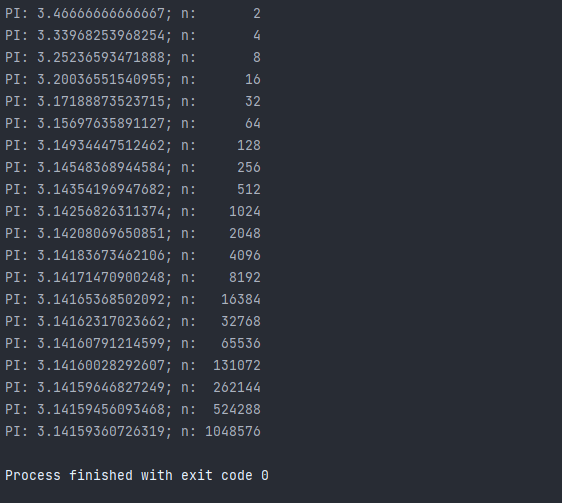 PI: 3.46666666666667; n:       2
PI: 3.33968253968254; n:       4
PI: 3.25236593471888; n:       8
PI: 3.20036551540955; n:      16
PI: 3.17188873523715; n:      32
PI: 3.15697635891127; n:      64
PI: 3.14934447512462; n:     128
PI: 3.14548368944584; n:     256
PI: 3.14354196947682; n:     512
PI: 3.14256826311374; n:    1024
PI: 3.14208069650851; n:    2048
PI: 3.14183673462106; n:    4096
PI: 3.14171470900248; n:    8192
PI: 3.14165368502092; n:   16384
PI: 3.14162317023662; n:   32768
PI: 3.14160791214599; n:   65536
PI: 3.14160028292607; n:  131072
PI: 3.14159646827249; n:  262144
PI: 3.14159456093468; n:  524288
PI: 3.14159360726319; n: 1048576
Process finished with exit code 0